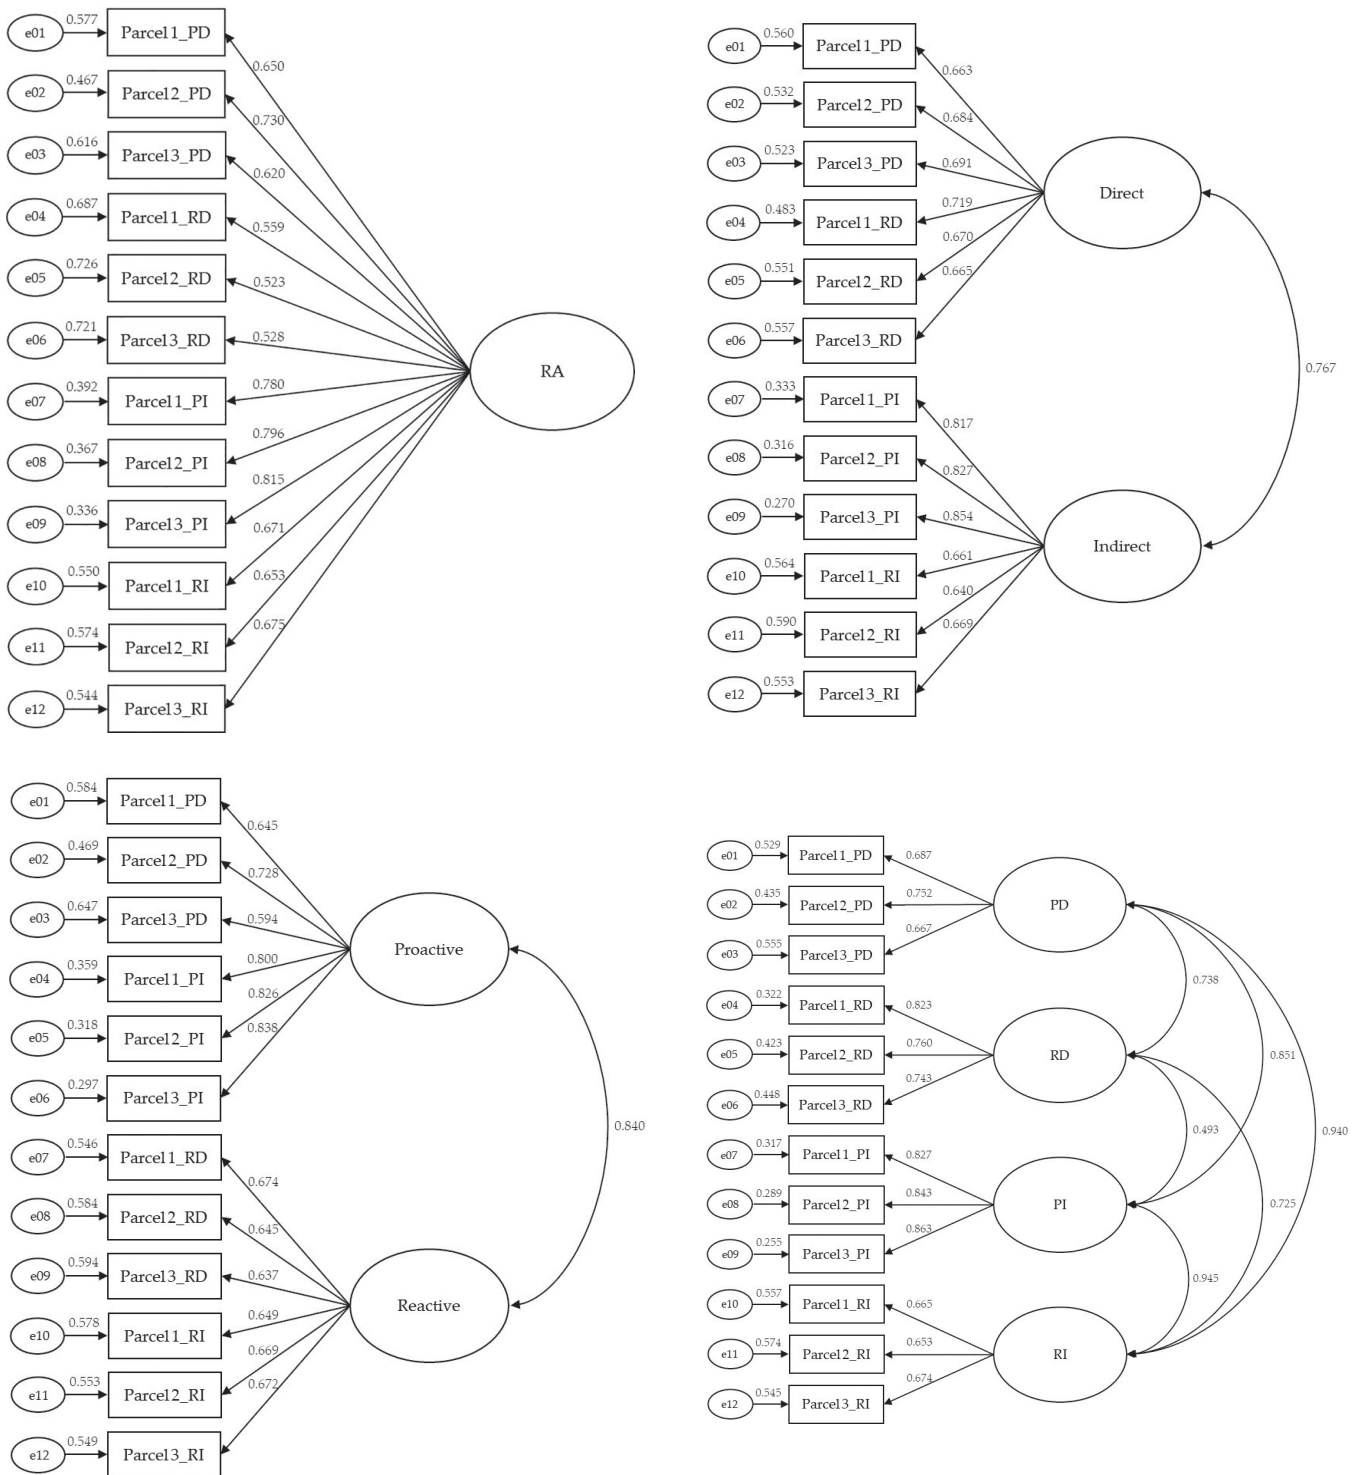 e01 0.577 Parcel1_PD 0.650
e02 0.467 Parcel2_PD 0.730
e03 0.616 Parcel3_PD 0.620
e04 0.687 Parcel1_RD 0.559
e05 0.726 Parcel2_RD 0.523
e06 0.721 Parcel3_RD 0.528
RA
e07 0.392 Parcel1_PI 0.780
e08 0.367 Parcel2_PI 0.796
e09 0.336 Parcel3_PI 0.815
e10 0.550 Parcel1_RI 0.671
e11 0.574 Parcel2_RI 0.653
e12 0.544 Parcel3_RI 0.675
e01 0.560 Parcel1_PD 0.663
e02 0.532 Parcel2_PD 0.684
e03 0.523 Parcel3_PD 0.691
Direct
e04 0.483 Parcel1_RD 0.719
e05 0.551 Parcel2_RD 0.670
e06 0.557 Parcel3_RD 0.665
0.767
e07 0.333 Parcel1_PI 0.817
e08 0.316 Parcel2_PI 0.827
e09 0.270 Parcel3_PI 0.854
Indirect
e10 0.564 Parcel1_RI 0.661
e11 0.590 Parcel2_RI 0.640
e12 0.553 Parcel3_RI 0.669
e01 0.584 Parcel1_PD 0.645
e02 0.469 Parcel2_PD 0.728
e03 0.647 Parcel3_PD 0.594
Proactive
e04 0.359 Parcel1_PI 0.800
e05 0.318 Parcel2_PI 0.826
e06 0.297 Parcel3_PI 0.838
0.840
e07 0.546 Parcel1_RD 0.674
e08 0.584 Parcel2_RD 0.645
e09 0.594 Parcel3_RD 0.637
Reactive
e10 0.578 Parcel1_RI 0.649
e11 0.553 Parcel2_RI 0.669
e12 0.549 Parcel3_RI 0.672
e01 0.529 Parcel1_PD 0.687
e02 0.435 Parcel2_PD 0.752 PD
e03 0.555 Parcel3_PD 0.667
0.738
e04 0.322 Parcel1_RD 0.823
e05 0.423 Parcel2_RD 0.760 RD 0.851
e06 0.448 Parcel3_RD 0.743
0.493 0.940
e07 0.317 Parcel1_PI 0.827
e08 0.289 Parcel2_PI 0.843 PI 0.725
e09 0.255 Parcel3_PI 0.863
0.945
e10 0.557 Parcel1_RI 0.665
e11 0.574 Parcel2_RI 0.653 RI
e12 0.545 Parcel3_RI 0.674